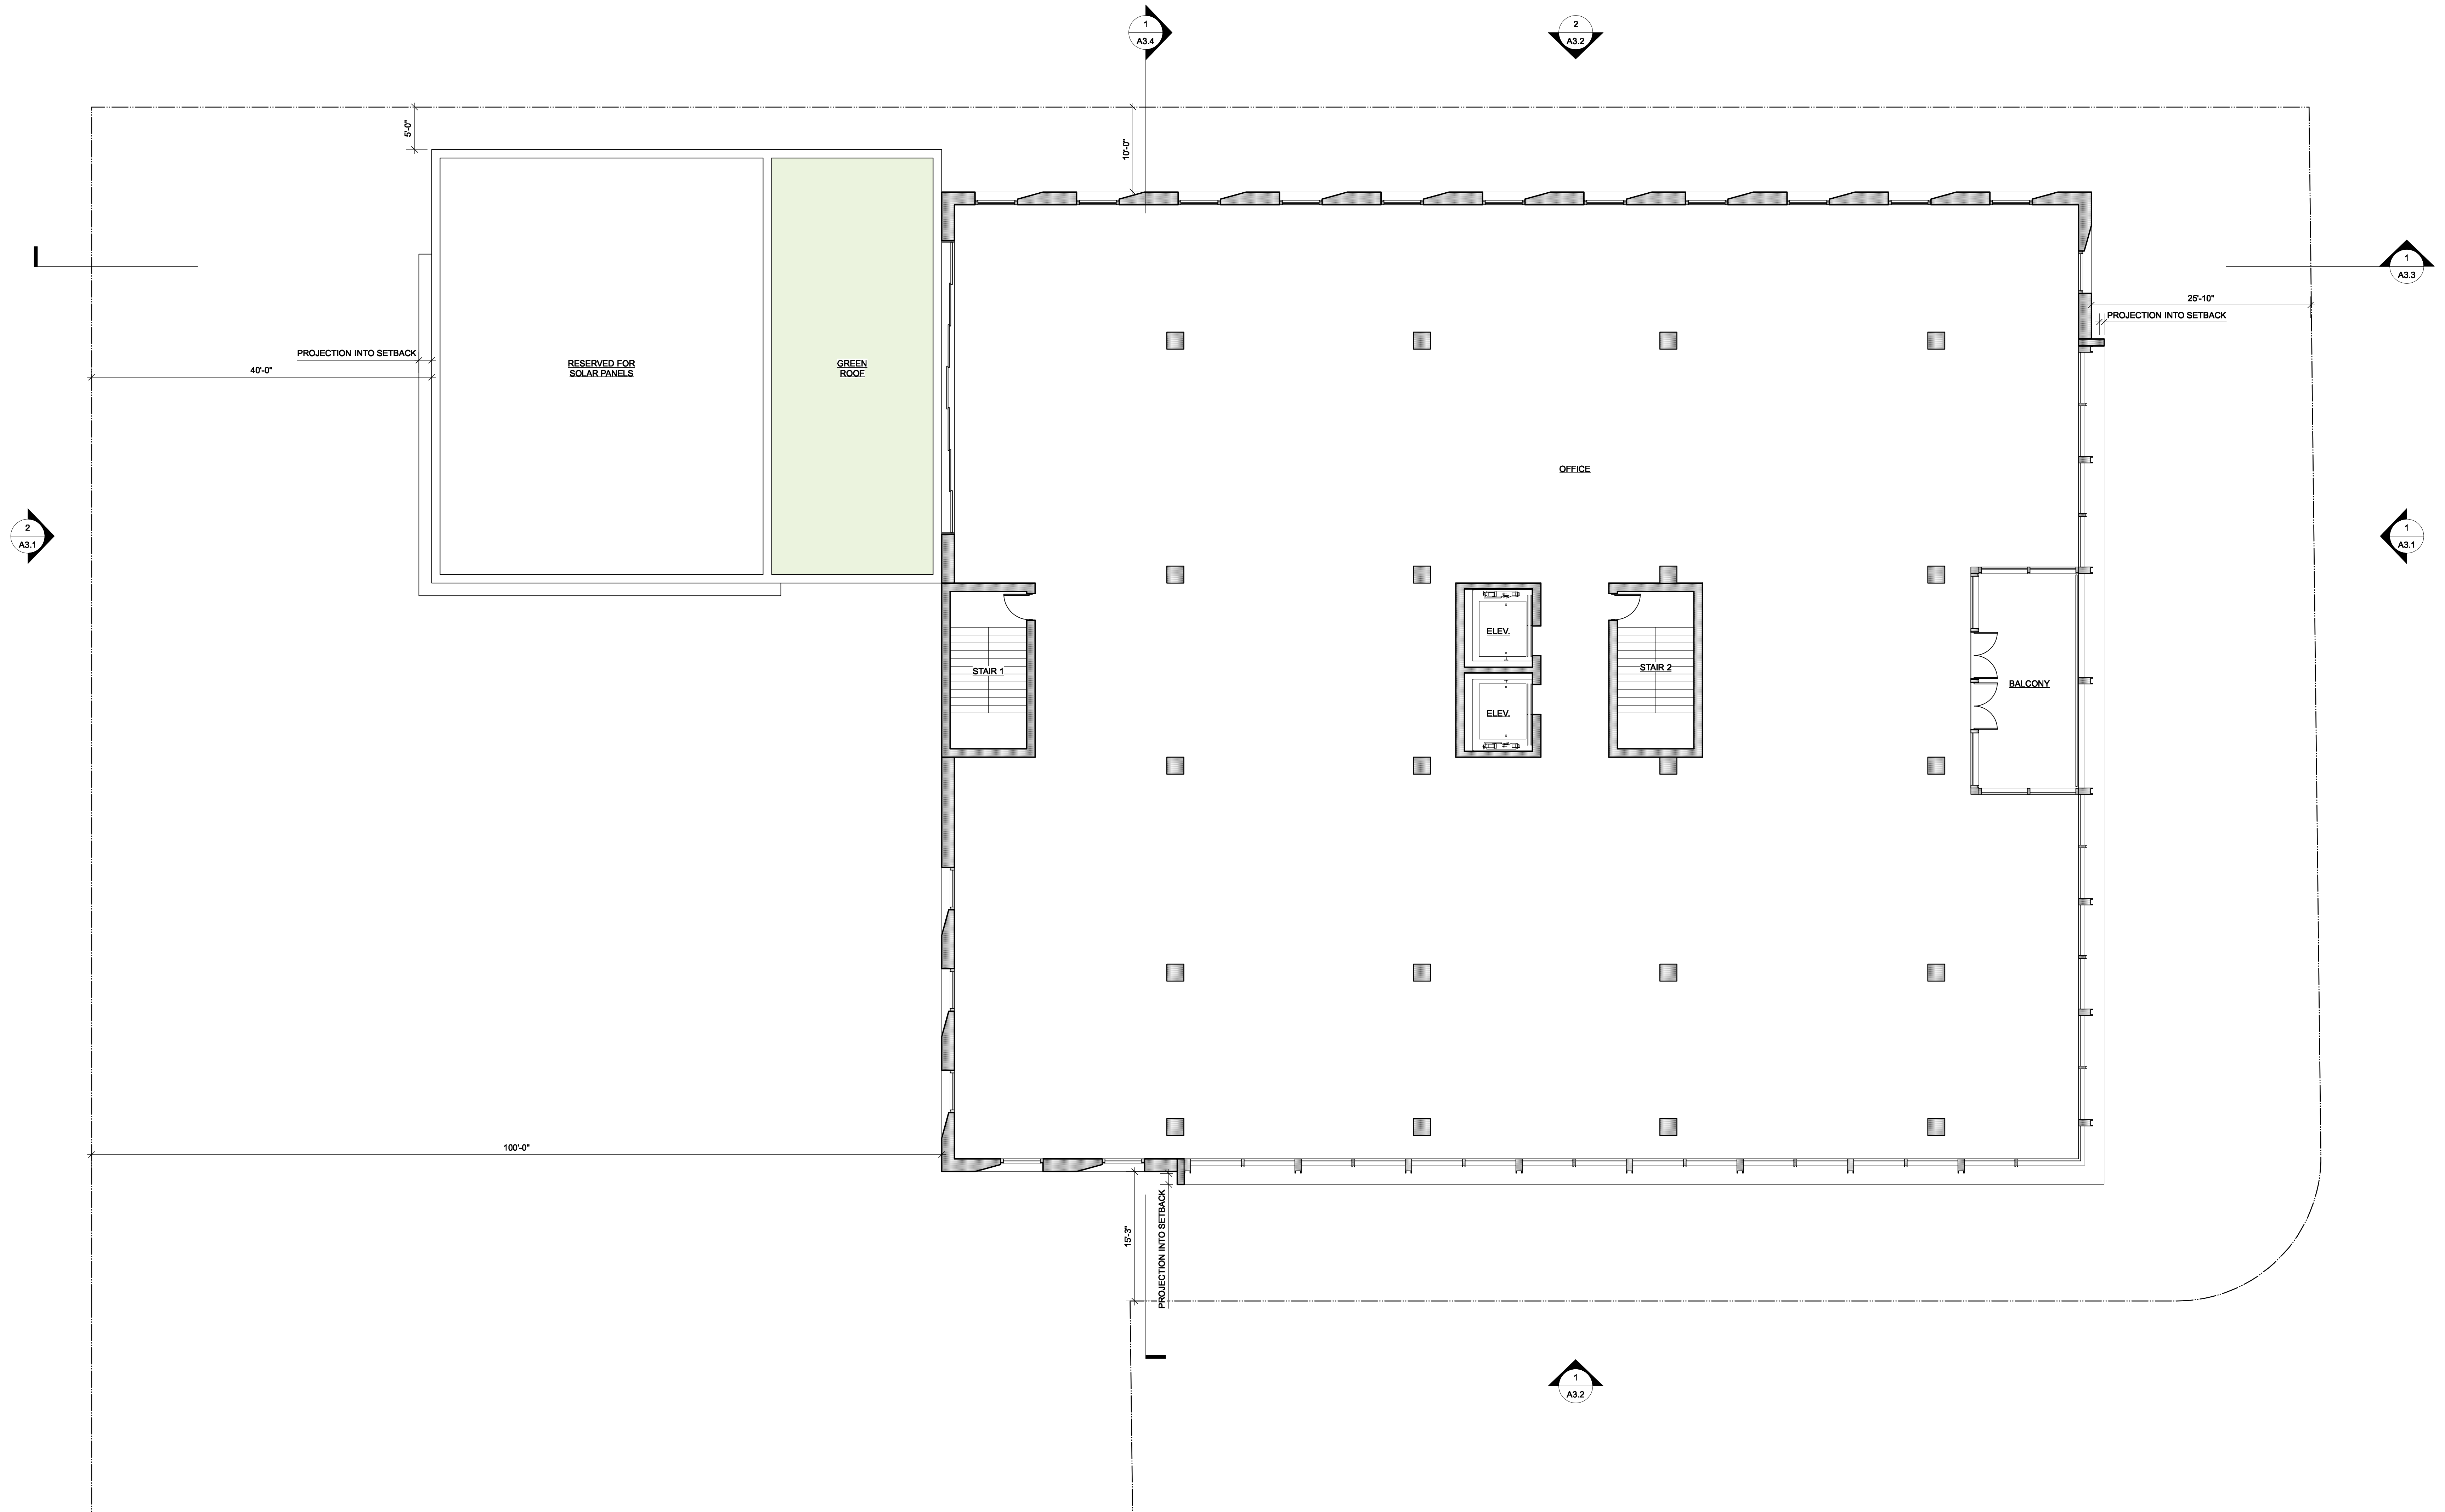 1
A3.4
2
A3.2
5'-0"
10'-0"
1
A3.3
25'-10"
PROJECTION INTO SETBACK
PROJECTION INTO SETBACK
40'-0"
RESERVED FOR
SOLAR PANELS
GREEN
ROOF
OFFICE
2
A3.1
1
A3.1
ELEV.
STAIR 1
STAIR 2
BALCONY
ELEV.
100'-0"
15'-3"
PROJECTION INTO SETBACK
1
A3.2